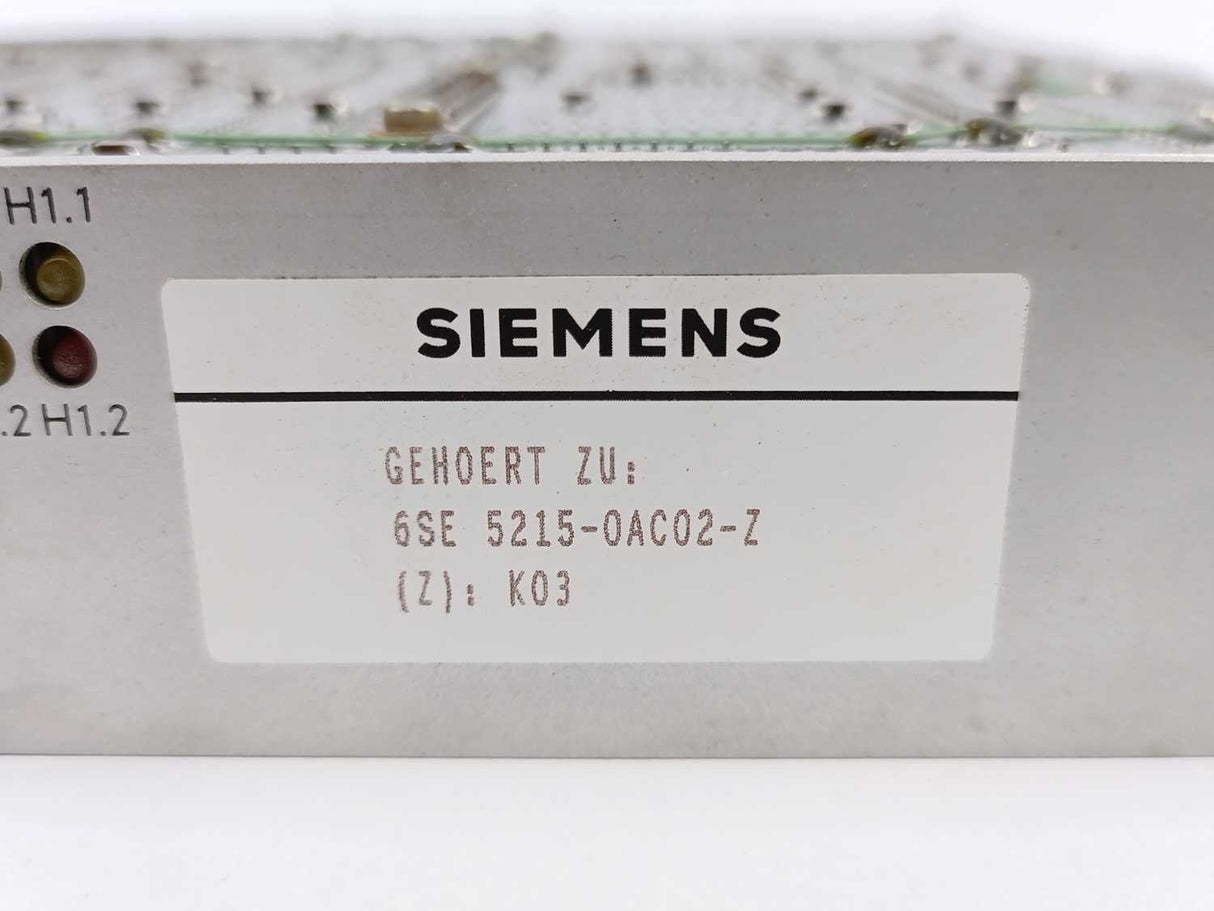 H1.1
SIEMENS
.2 H1.2
GEHOERT ZU:
6SE 5215-0AC02-Z
(Z): K03